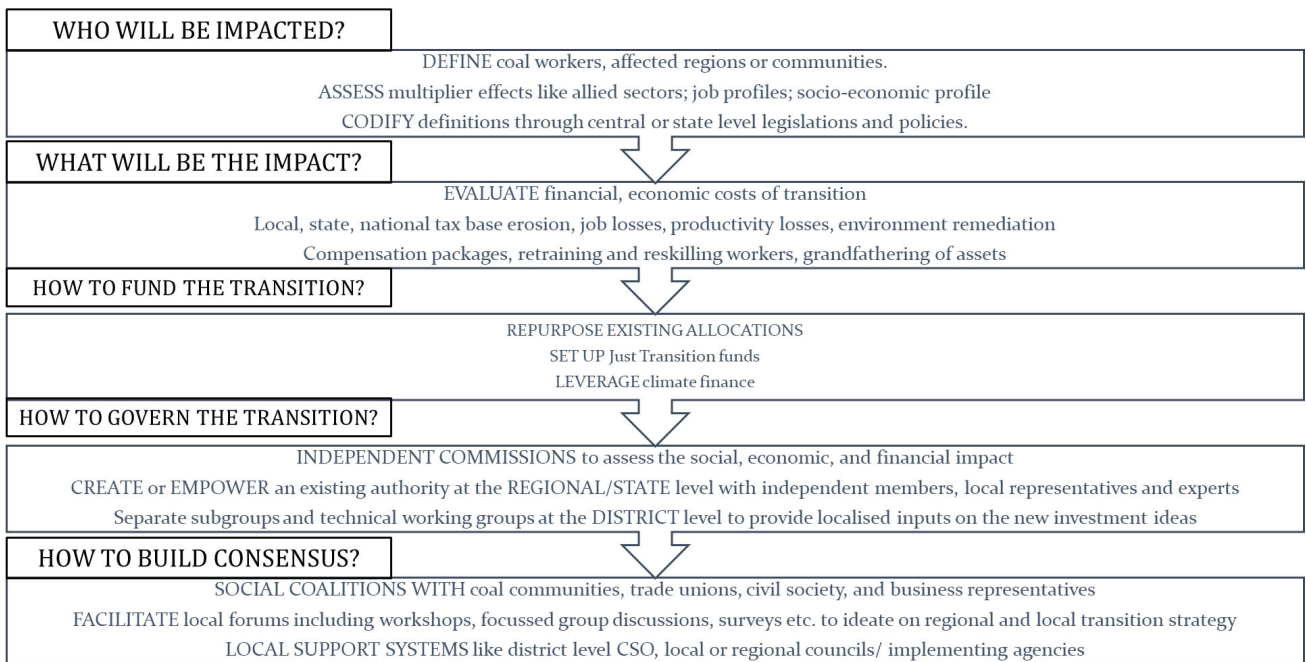 WHO WILL BE IMPACTED?
DEFINE coal workers, affected regions or communities.
ASSESS multiplier effects like allied sectors; job profiles; socio-economic profile
CODIFY definitions through central or state level legislations and policies.
WHAT WILL BE THE IMPACT?
EVALUATE financial, economic costs of transition
Local, state, national tax base erosion, job losses, productivity losses, environment remediation
Compensation packages, retraining and reskilling workers, grandfathering of assets
HOW TO FUND THE TRANSITION?
REPURPOSE EXISTING ALLOCATIONS
SET UP Just Transition funds
LEVERAGE climate finance
HOW TO GOVERN THE TRANSITION?
INDEPENDENT COMMISSIONS to assess the social, economic, and financial impact
CREATE or EMPOWER an existing authority at the REGIONAL/STATE level with independent members, local representatives and experts
Separate subgroups and technical working groups at the DISTRICT level to provide localised inputs on the new investment ideas
HOW TO BUILD CONSENSUS?
SOCIAL COALITIONS WITH coal communities, trade unions, civil society, and business representatives
FACILITATE local forums including workshops, focussed group discussions, surveys etc. to ideate on regional and local transition strategy
LOCAL SUPPORT SYSTEMS like district level CSO, local or regional councils/ implementing agencies